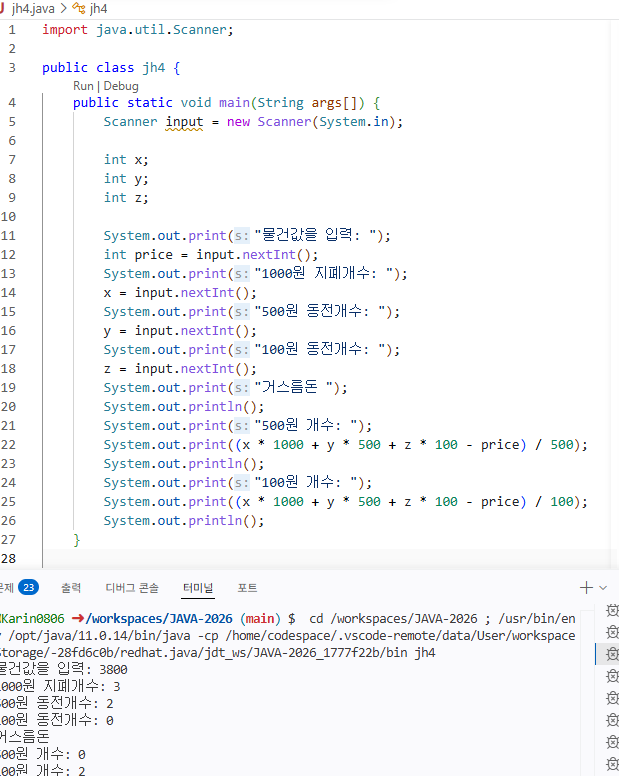 jh4.java > jh4
1 import java.util.Scanner;
2
3 public class jh4 {
Run | Debug
4 public static void main(String args[]) {
5 Scanner input = new Scanner(System.in);
6
7 int x;
8 int y;
9 int z;
10
11 System.out.print(s: "물건값을 입력: ");
12 int price = input.nextInt();
13 System.out.print(s: "1000원 지폐개수: ");
14 x = input.nextInt();
15 System.out.print(s: "500원 동전개수: ");
16 y = input.nextInt();
17 System.out.print(s: "100원 동전개수: ");
18 z = input.nextInt();
19 System.out.print(s: "거스름돈 ");
20 System.out.println();
21 System.out.print(s: "500원 개수: ");
22 System.out.print((x * 1000 + y * 500 + z * 100 - price) / 500);
23 System.out.println();
24 System.out.print(s: "100원 개수: ");
25 System.out.print((x * 1000 + y * 500 + z * 100 - price) / 100);
26 System.out.println();
27 }
28
문제 23 출력 디버그 콘솔 터미널 포트
@Karin0806 ➜/workspaces/JAVA-2026 (main) $ cd /workspaces/JAVA-2026 ; /usr/bin/en
v /opt/java/11.0.14/bin/java -cp /home/codespace/.vscode-remote/data/User/workspace
Storage/-28fd6c0b/redhat.java/jdt_ws/JAVA-2026_1777f22b/bin jh4
물건값을 입력: 3800
1000원 지폐개수: 3
500원 동전개수: 2
100원 동전개수: 0
거스름돈
500원 개수: 0
100원 개수: 2